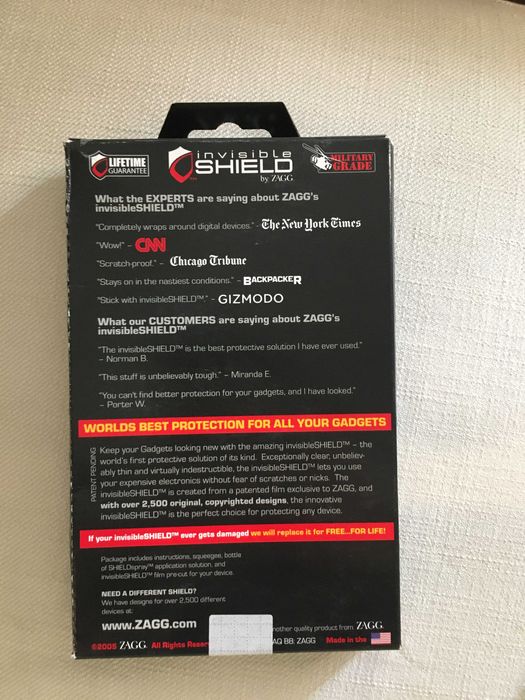 LIFETIME
GUARANTEE
invisible
SHIELD
by ZAGG
MILITARY
GRADE
What the EXPERTS are saying about ZAGG's
invisibleSHIELD™
"Completely wraps around digital devices." - The New York Times
"Wow!" - CNN
"Scratch-proof." - Chicago Tribune
"Stays on in the nastiest conditions." - BACKPACKER
"Stick with invisibleSHIELD™." - GIZMODO
What our CUSTOMERS are saying about ZAGG's
invisibleSHIELD™
"The invisibleSHIELD™ is the best protective solution I have ever used."
- Norman B.
"This stuff is unbelievably tough." - Miranda E.
"You can't find better protection for your gadgets, and I have looked."
- Porter W.
WORLDS BEST PROTECTION FOR ALL YOUR GADGETS
PATENT PENDING
Keep your Gadgets looking new with the amazing invisibleSHIELD™ - the
world's first protective solution of its kind. Exceptionally clear, unbeliev-
ably thin and virtually indestructible, the invisibleSHIELD™ lets you use
your expensive electronics without fear of scratches or nicks. The
invisibleSHIELD™ is created from a patented film exclusive to ZAGG, and
with over 2,500 original, copyrighted designs, the innovative
invisibleSHIELD™ is the perfect choice for protecting any device.
If your invisibleSHIELD™ ever gets damaged we will replace it for FREE...FOR LIFE!
Package includes instructions, squeegee, bottle
of SHIELDspray™ application solution, and
invisibleSHIELD™ film pre-cut for your device.
NEED A DIFFERENT SHIELD?
We have designs for over 2,500 different
devices at:
www.ZAGG.com
nother quality product from ZAGG
©2005 ZAGG. All Rights Reser
AQ BB: ZAGG Made in the